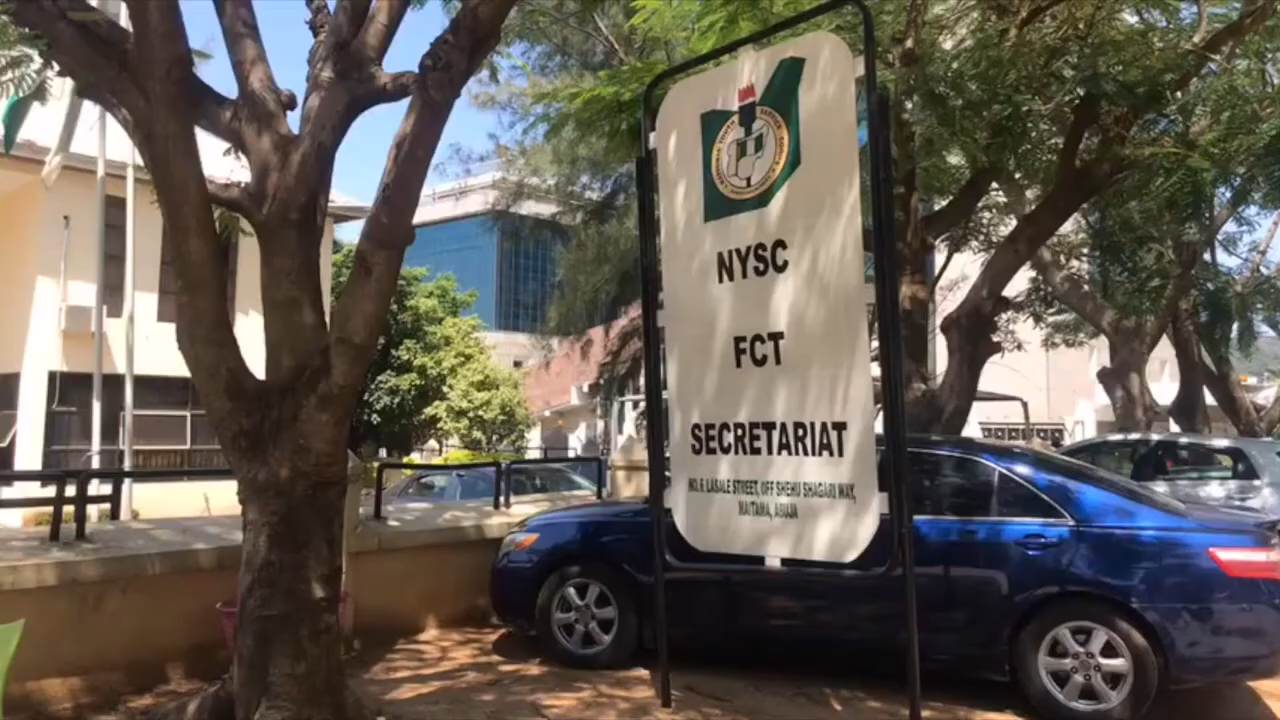 NYSC
FCT
SECRETARIAT
NO. 8 LASALE STREET, OFF SHEHU SHAGARI WAY,
MAITAMA, ABUJA